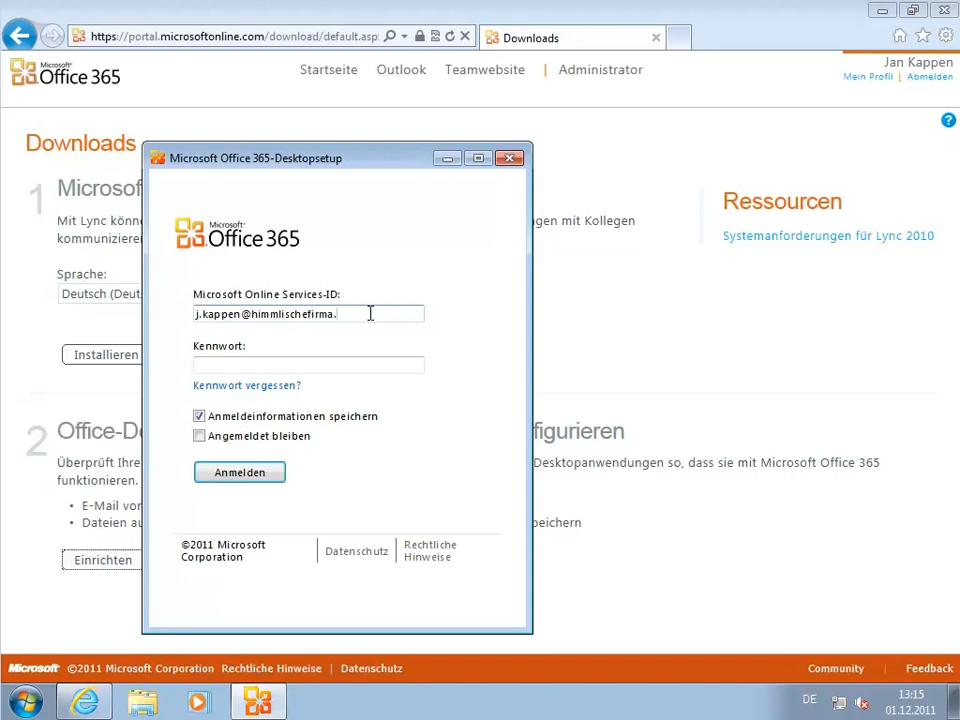 https://portal.microsoftonline.com/download/default.asp
Downloads
Microsoft
Office 365
Startseite Outlook Teamwebsite | Administrator
Jan Kappen
Mein Profil | Abmelden
Downloads
1
Mit Lync könne
kommunizieren
ngen mit Kollegen
Sprache:
Deutsch (Deut
Installieren
Ressourcen
Systemanforderungen für Lync 2010
Microsoft Office 365-Desktopsetup
Microsoft
Office 365
Microsoft Online Services-ID:
j.kappen@himmlischefirma.
Kennwort:
Kennwort vergessen?
Anmeldeinformationen speichern
Angemeldet bleiben
Anmelden
©2011 Microsoft Corporation
Datenschutz
Rechtliche Hinweise
2
Office-D
figurieren
Überprüft Ihre
funktionieren.
Desktopanwendungen so, dass sie mit Microsoft Office 365
E-Mail vor
Dateien au
peichern
Einrichten
Microsoft ©2011 Microsoft Corporation Rechtliche Hinweise | Datenschutz
Community | Feedback
DE
13:15
01.12.2011